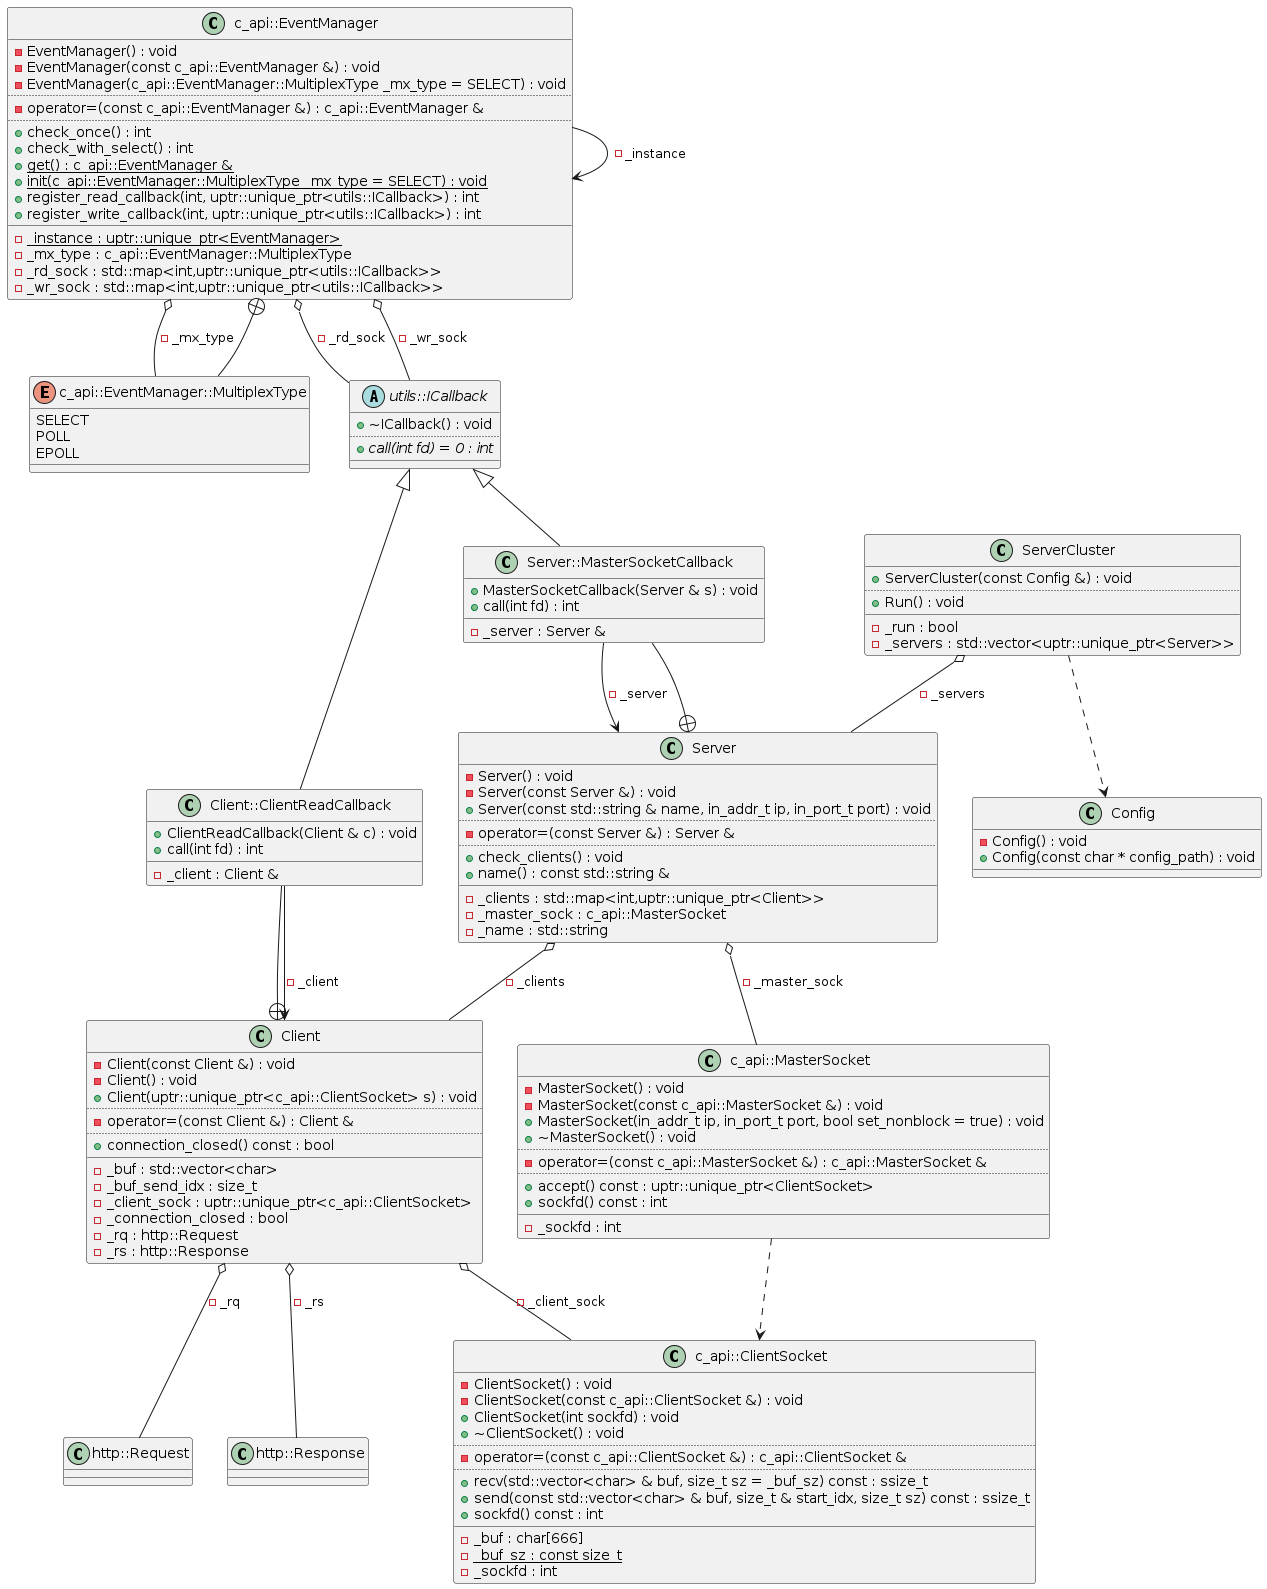 C c_api::EventManager
EventManager() : void
EventManager(const c_api::EventManager &) : void
EventManager(c_api::EventManager::MultiplexType _mx_type = SELECT) : void
operator=(const c_api::EventManager &) : c_api::EventManager &
check_once() : int
check_with_select() : int
get() : c_api::EventManager &
init(c_api::EventManager::MultiplexType _mx_type = SELECT) : void
register_read_callback(int, uptr::unique_ptr<utils::ICallback>) : int
register_write_callback(int, uptr::unique_ptr<utils::ICallback>) : int
_instance : uptr::unique_ptr<EventManager>
_mx_type : c_api::EventManager::MultiplexType
_rd_sock : std::map<int,uptr::unique_ptr<utils::ICallback>>
_wr_sock : std::map<int,uptr::unique_ptr<utils::ICallback>>
_instance
_mx_type
_rd_sock
_wr_sock
E c_api::EventManager::MultiplexType
SELECT
POLL
EPOLL
A utils::ICallback
~ICallback() : void
call(int fd) = 0 : int
C Server::MasterSocketCallback
MasterSocketCallback(Server & s) : void
call(int fd) : int
_server : Server &
C ServerCluster
ServerCluster(const Config &) : void
Run() : void
_run : bool
_servers : std::vector<uptr::unique_ptr<Server>>
_server
_servers
C Client::ClientReadCallback
ClientReadCallback(Client & c) : void
call(int fd) : int
_client : Client &
C Server
Server() : void
Server(const Server &) : void
Server(const std::string & name, in_addr_t ip, in_port_t port) : void
operator=(const Server &) : Server &
check_clients() : void
name() : const std::string &
_clients : std::map<int,uptr::unique_ptr<Client>>
_master_sock : c_api::MasterSocket
_name : std::string
C Config
Config() : void
Config(const char * config_path) : void
_client
_clients
_master_sock
C Client
Client(const Client &) : void
Client() : void
Client(uptr::unique_ptr<c_api::ClientSocket> s) : void
operator=(const Client &) : Client &
connection_closed() const : bool
_buf : std::vector<char>
_buf_send_idx : size_t
_client_sock : uptr::unique_ptr<c_api::ClientSocket>
_connection_closed : bool
_rq : http::Request
_rs : http::Response
C c_api::MasterSocket
MasterSocket() : void
MasterSocket(const c_api::MasterSocket &) : void
MasterSocket(in_addr_t ip, in_port_t port, bool set_nonblock = true) : void
~MasterSocket() : void
operator=(const c_api::MasterSocket &) : c_api::MasterSocket &
accept() const : uptr::unique_ptr<ClientSocket>
sockfd() const : int
_sockfd : int
_rq
_rs
_client_sock
C http::Request
C http::Response
C c_api::ClientSocket
ClientSocket() : void
ClientSocket(const c_api::ClientSocket &) : void
ClientSocket(int sockfd) : void
~ClientSocket() : void
operator=(const c_api::ClientSocket &) : c_api::ClientSocket &
recv(std::vector<char> & buf, size_t sz = _buf_sz) const : ssize_t
send(const std::vector<char> & buf, size_t & start_idx, size_t sz) const : ssize_t
sockfd() const : int
_buf : char[666]
_buf_sz : const size_t
_sockfd : int